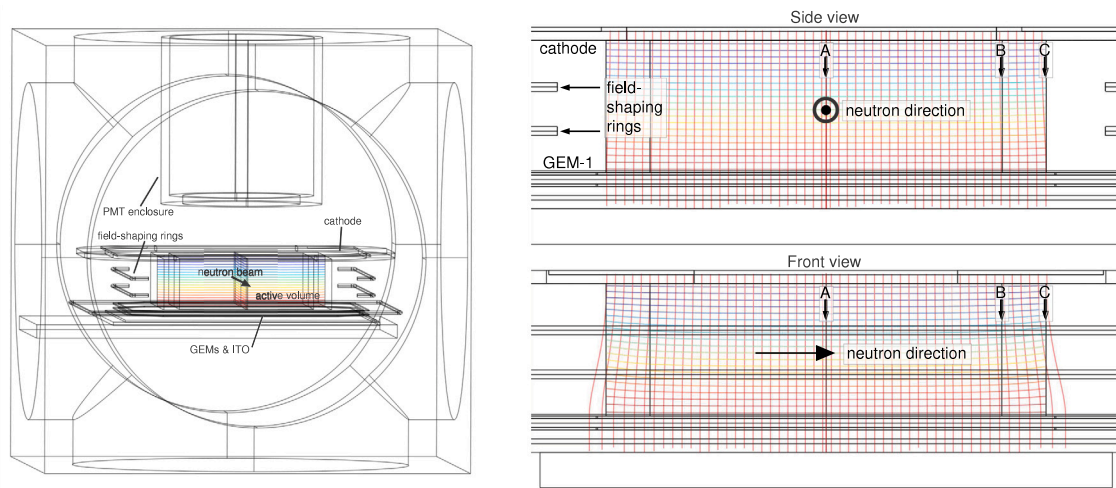 PMT enclosure
field-shaping rings
cathode
neutron beam
active volume
GEMs & ITO
Side view
cathode
A
B
C
field-
shaping
rings
neutron direction
GEM-1
Front view
A
B
C
neutron direction